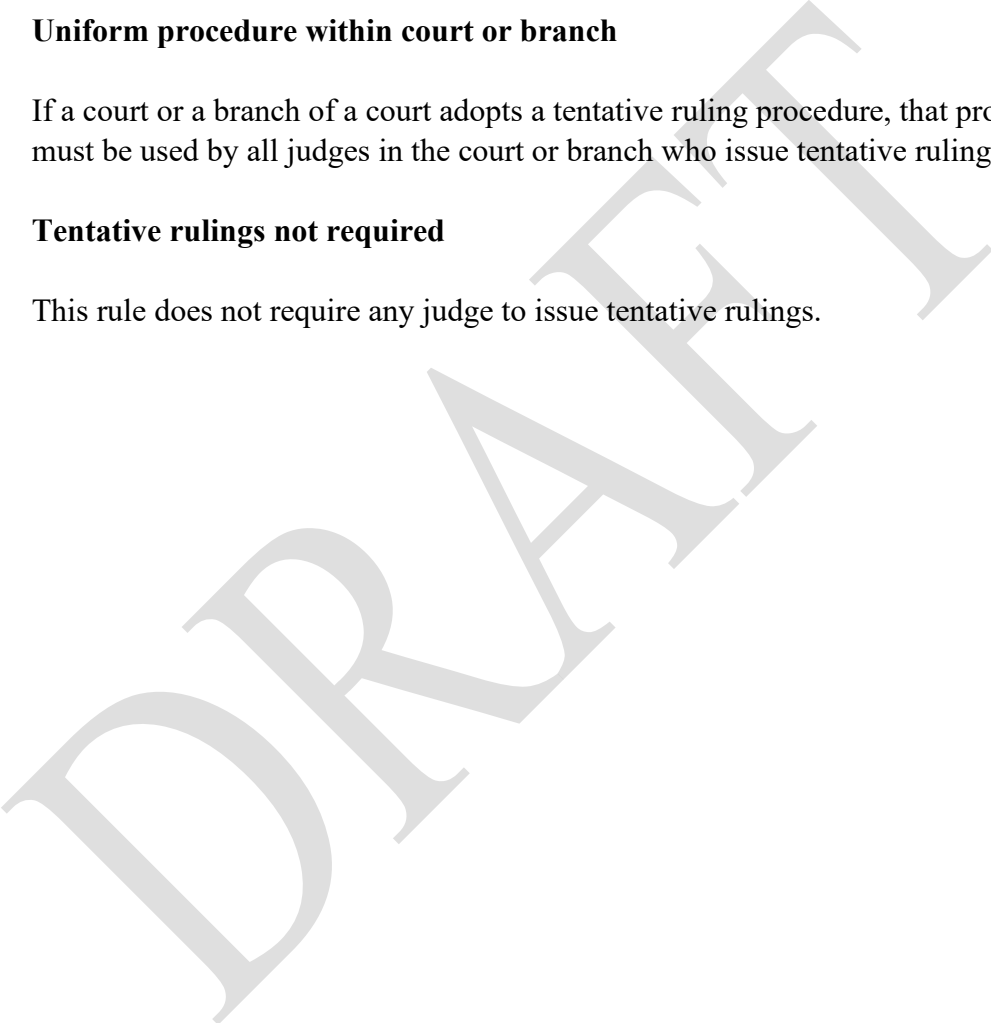 Uniform procedure within court or branch
If a court or a branch of a court adopts a tentative ruling procedure, that pro
must be used by all judges in the court or branch who issue tentative ruling
Tentative rulings not required
This rule does not require any judge to issue tentative rulings.
DRAFT